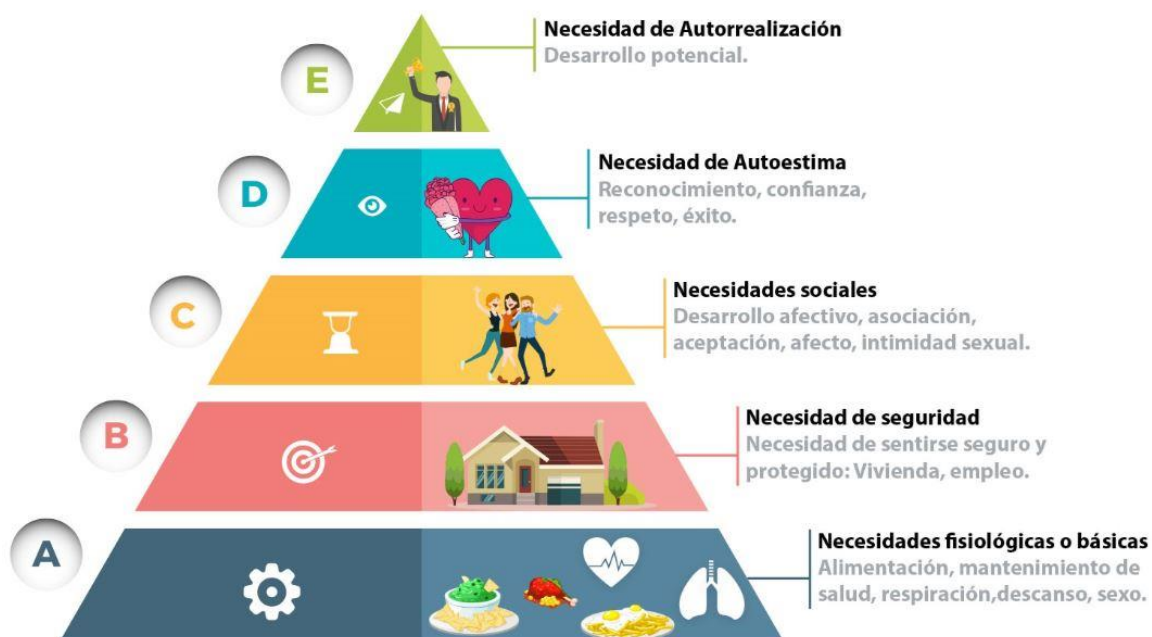 E
Necesidad de Autorrealización
Desarrollo potencial.
D
Necesidad de Autoestima
Reconocimiento, confianza,
respeto, éxito.
C
Necesidades sociales
Desarrollo afectivo, asociación,
aceptación, afecto, intimidad sexual.
B
Necesidad de seguridad
Necesidad de sentirse seguro y
protegido: Vivienda, empleo.
A
Necesidades fisiológicas o básicas
Alimentación, mantenimiento de
salud, respiración,descanso, sexo.